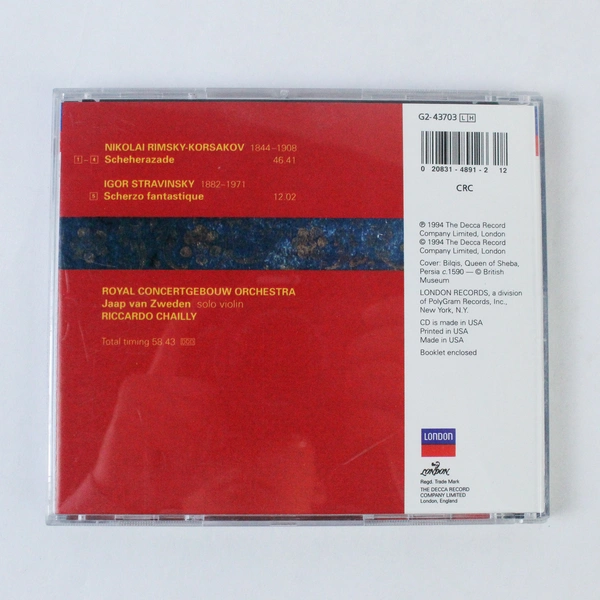 NIKOLAI RIMSKY-KORSAKOV 1844–1908
1 – 4 Scheherazade 46.41
IGOR STRAVINSKY 1882–1971
5 Scherzo fantastique 12.02
ROYAL CONCERTGEBOUW ORCHESTRA
Jaap van Zweden solo violin
RICCARDO CHAILLY
Total timing 58.43 DDD
G2-43703 LH
0 20831-4891-2 12
CRC
℗ 1994 The Decca Record
Company Limited, London
© 1994 The Decca Record
Company Limited, London
Cover: Bilqis, Queen of Sheba,
Persia c.1590 — © British
Museum
LONDON RECORDS, a division
of PolyGram Records, Inc.,
New York, N.Y.
CD is made in USA
Printed in USA
Made in USA
Booklet enclosed
LONDON
LONDON
Regd. Trade Mark
THE DECCA RECORD
COMPANY LIMITED
London, England